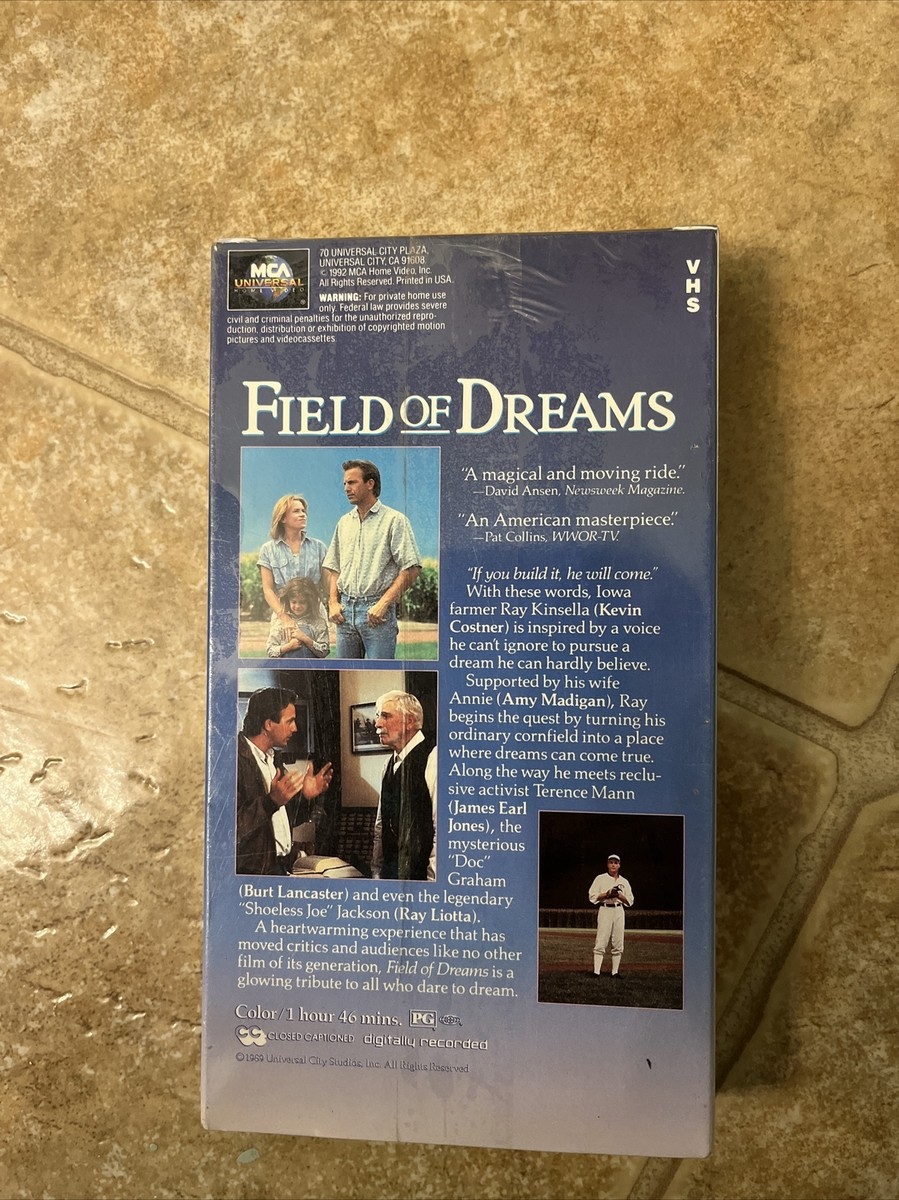 MCA
UNIVERSAL
HOME VIDEO
®
70 UNIVERSAL CITY PLAZA,
UNIVERSAL CITY, CA 91608
© 1992 MCA Home Video, Inc.
All Rights Reserved. Printed in USA.
WARNING: For private home use
only. Federal law provides severe
civil and criminal penalties for the unauthorized repro-
duction, distribution or exhibition of copyrighted motion
pictures and videocassettes.
VHS
FIELD OF DREAMS
"A magical and moving ride."
—David Ansen, Newsweek Magazine.
"An American masterpiece."
—Pat Collins, WWOR-TV.
"If you build it, he will come."
With these words, Iowa
farmer Ray Kinsella (Kevin
Costner) is inspired by a voice
he can't ignore to pursue a
dream he can hardly believe.
Supported by his wife
Annie (Amy Madigan), Ray
begins the quest by turning his
ordinary cornfield into a place
where dreams can come true.
Along the way he meets reclu-
sive activist Terence Mann
(James Earl
Jones), the
mysterious
"Doc"
Graham
(Burt Lancaster) and even the legendary
"Shoeless Joe" Jackson (Ray Liotta).
A heartwarming experience that has
moved critics and audiences like no other
film of its generation, Field of Dreams is a
glowing tribute to all who dare to dream.
Color/1 hour 46 mins. PG
CC CLOSED CAPTIONED digitally recorded
© 1989 Universal City Studios, Inc. All Rights Reserved